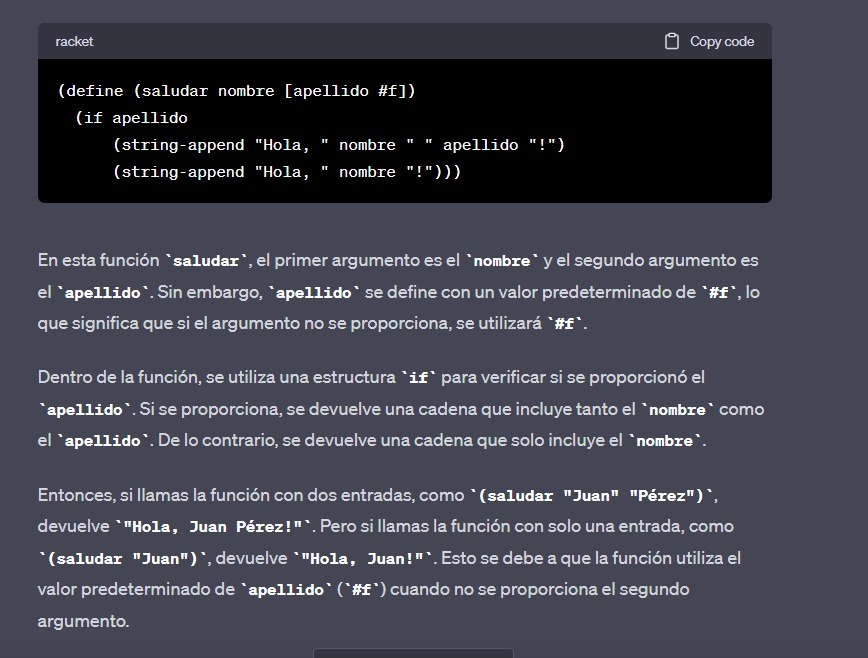 racket Copy code
(define (saludar nombre [apellido #f])
(if apellido
(string-append "Hola, " nombre " " apellido "!")
(string-append "Hola, " nombre "!")))
En esta función `saludar`, el primer argumento es el `nombre` y el segundo argumento es
el `apellido`. Sin embargo, `apellido` se define con un valor predeterminado de `#f`, lo
que significa que si el argumento no se proporciona, se utilizará `#f`.
Dentro de la función, se utiliza una estructura `if` para verificar si se proporcionó el
`apellido`. Si se proporciona, se devuelve una cadena que incluye tanto el `nombre` como
el `apellido`. De lo contrario, se devuelve una cadena que solo incluye el `nombre`.
Entonces, si llamas la función con dos entradas, como `(saludar "Juan" "Pérez")`,
devuelve `"Hola, Juan Pérez!"`. Pero si llamas la función con solo una entrada, como
`(saludar "Juan")`, devuelve `"Hola, Juan!"`. Esto se debe a que la función utiliza el
valor predeterminado de `apellido` (`#f`) cuando no se proporciona el segundo
argumento.